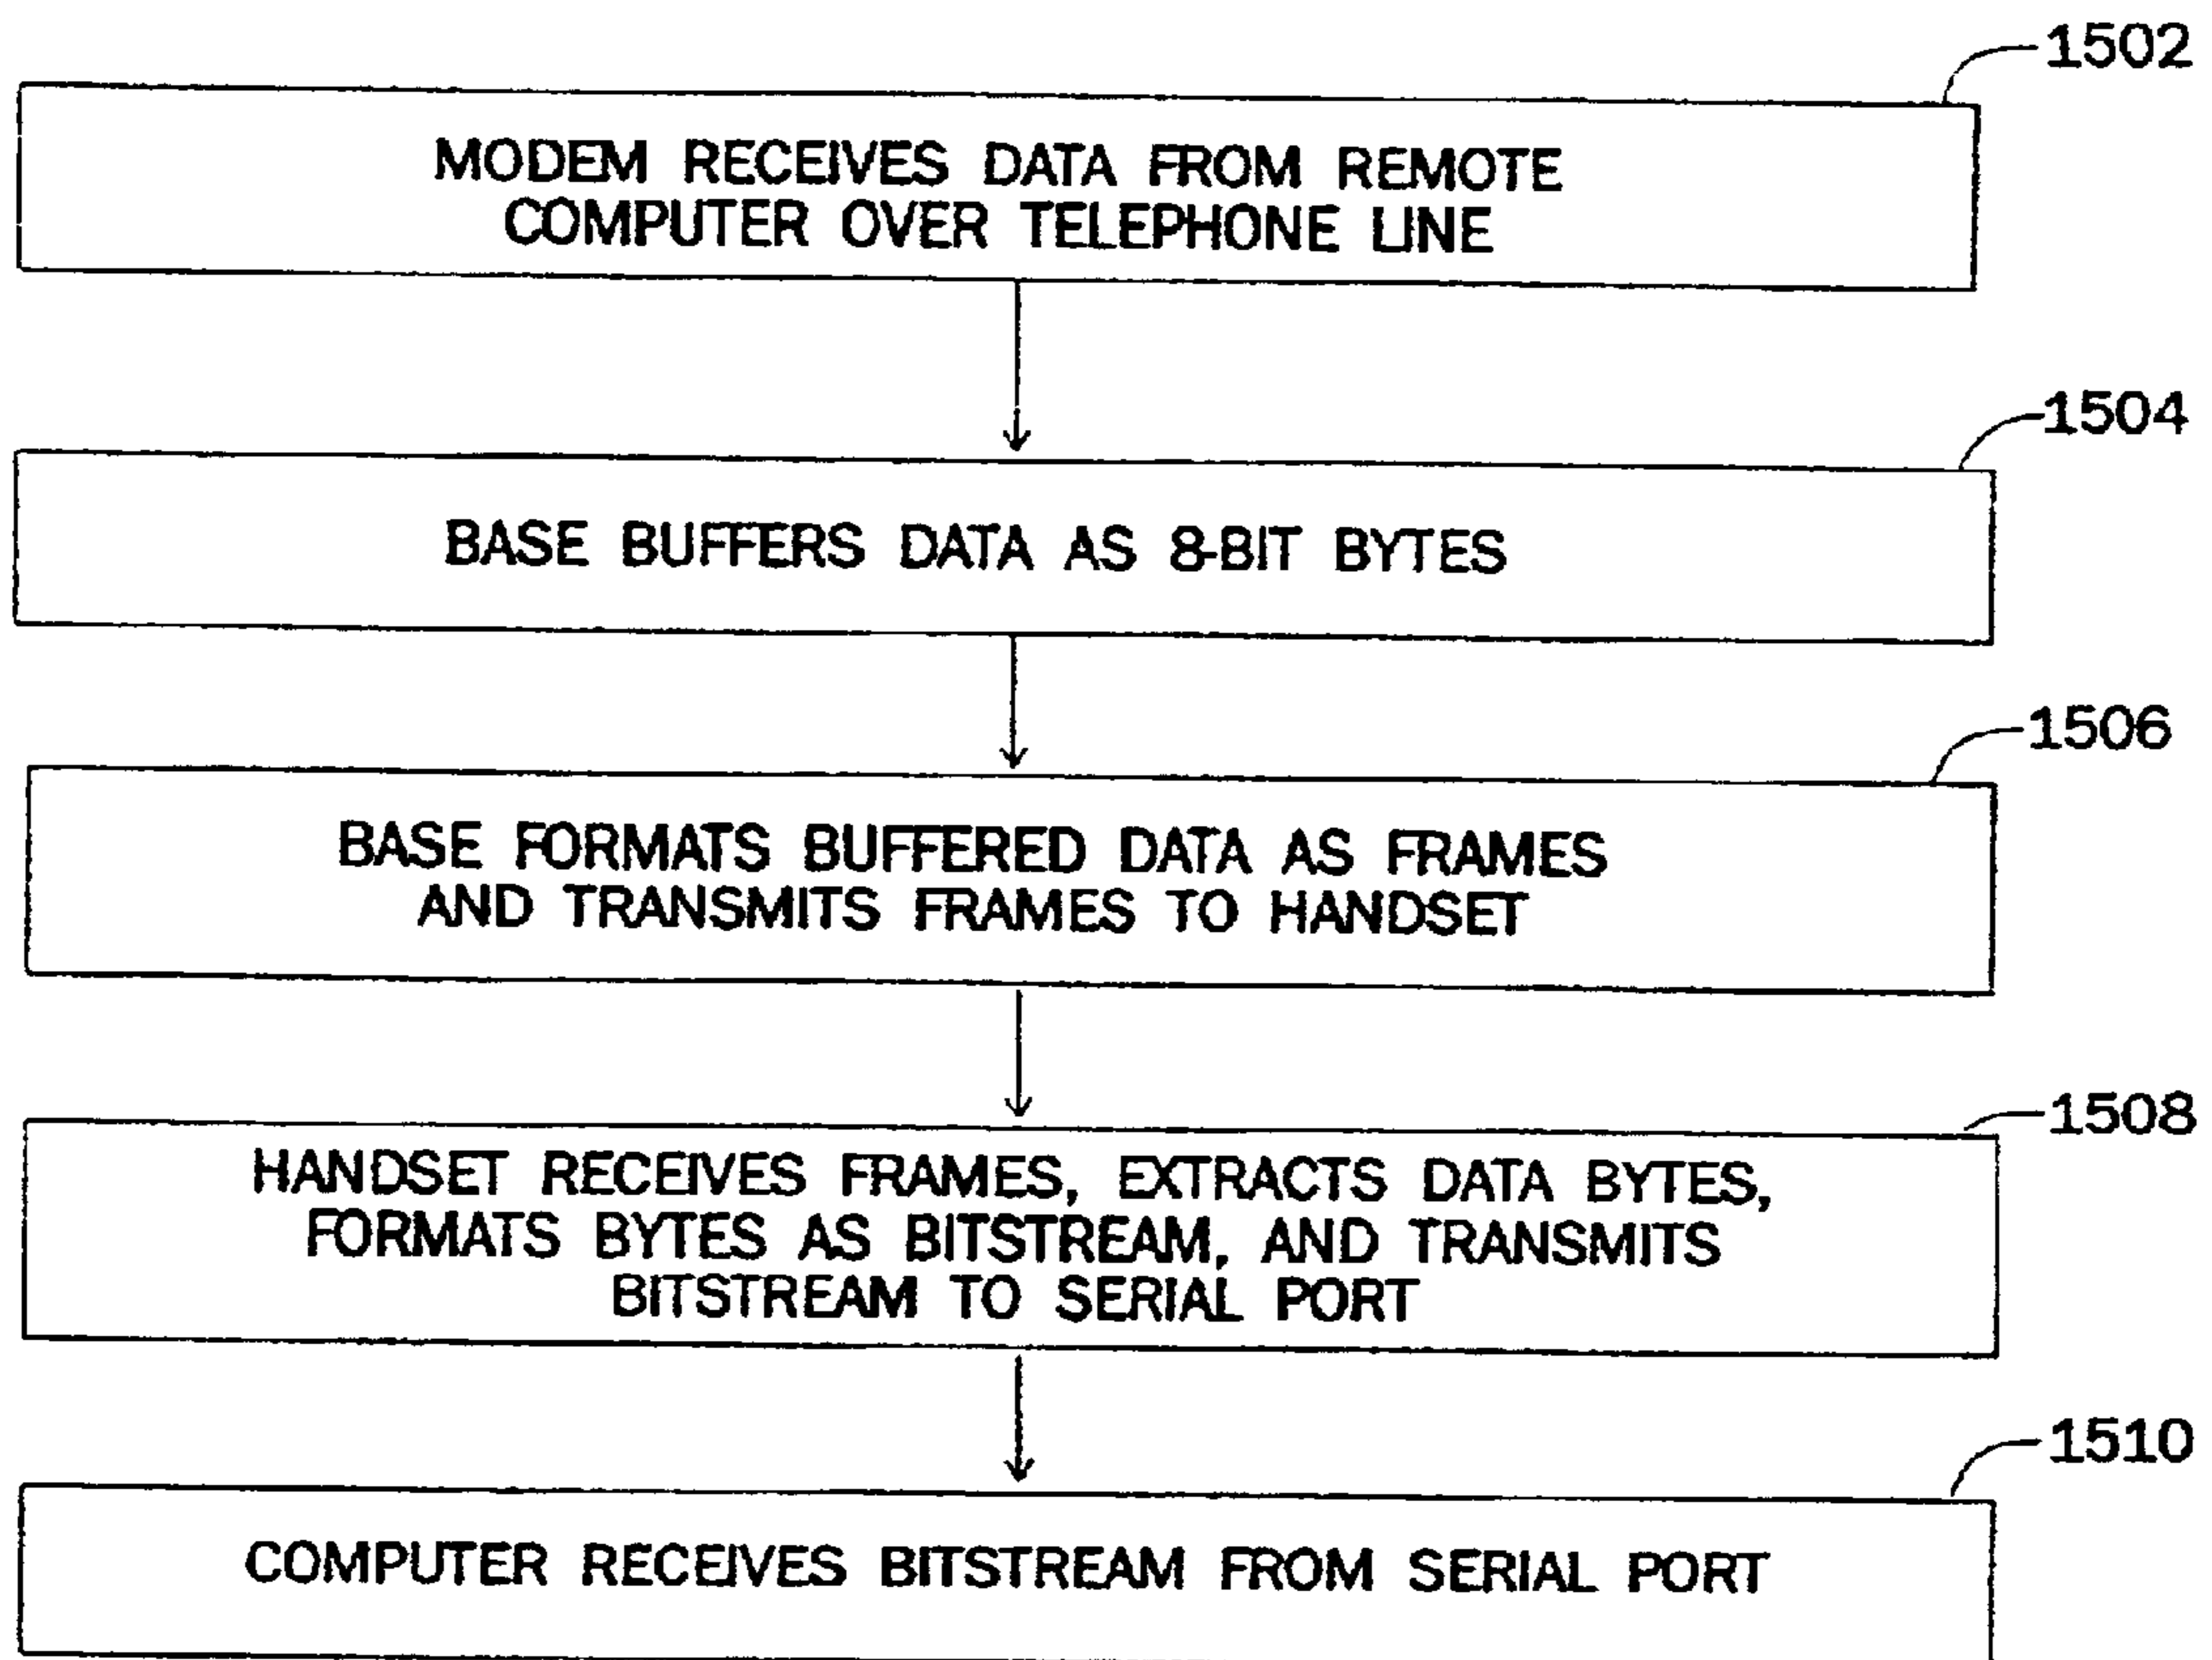 1502
MODEM RECEIVES DATA FROM REMOTE
COMPUTER OVER TELEPHONE LINE
1504
BASE BUFFERS DATA AS 8-BIT BYTES
1506
BASE FORMATS BUFFERED DATA AS FRAMES
AND TRANSMITS FRAMES TO HANDSET
1508
HANDSET RECEIVES FRAMES, EXTRACTS DATA BYTES,
FORMATS BYTES AS BITSTREAM, AND TRANSMITS
BITSTREAM TO SERIAL PORT
1510
COMPUTER RECEIVES BITSTREAM FROM SERIAL PORT